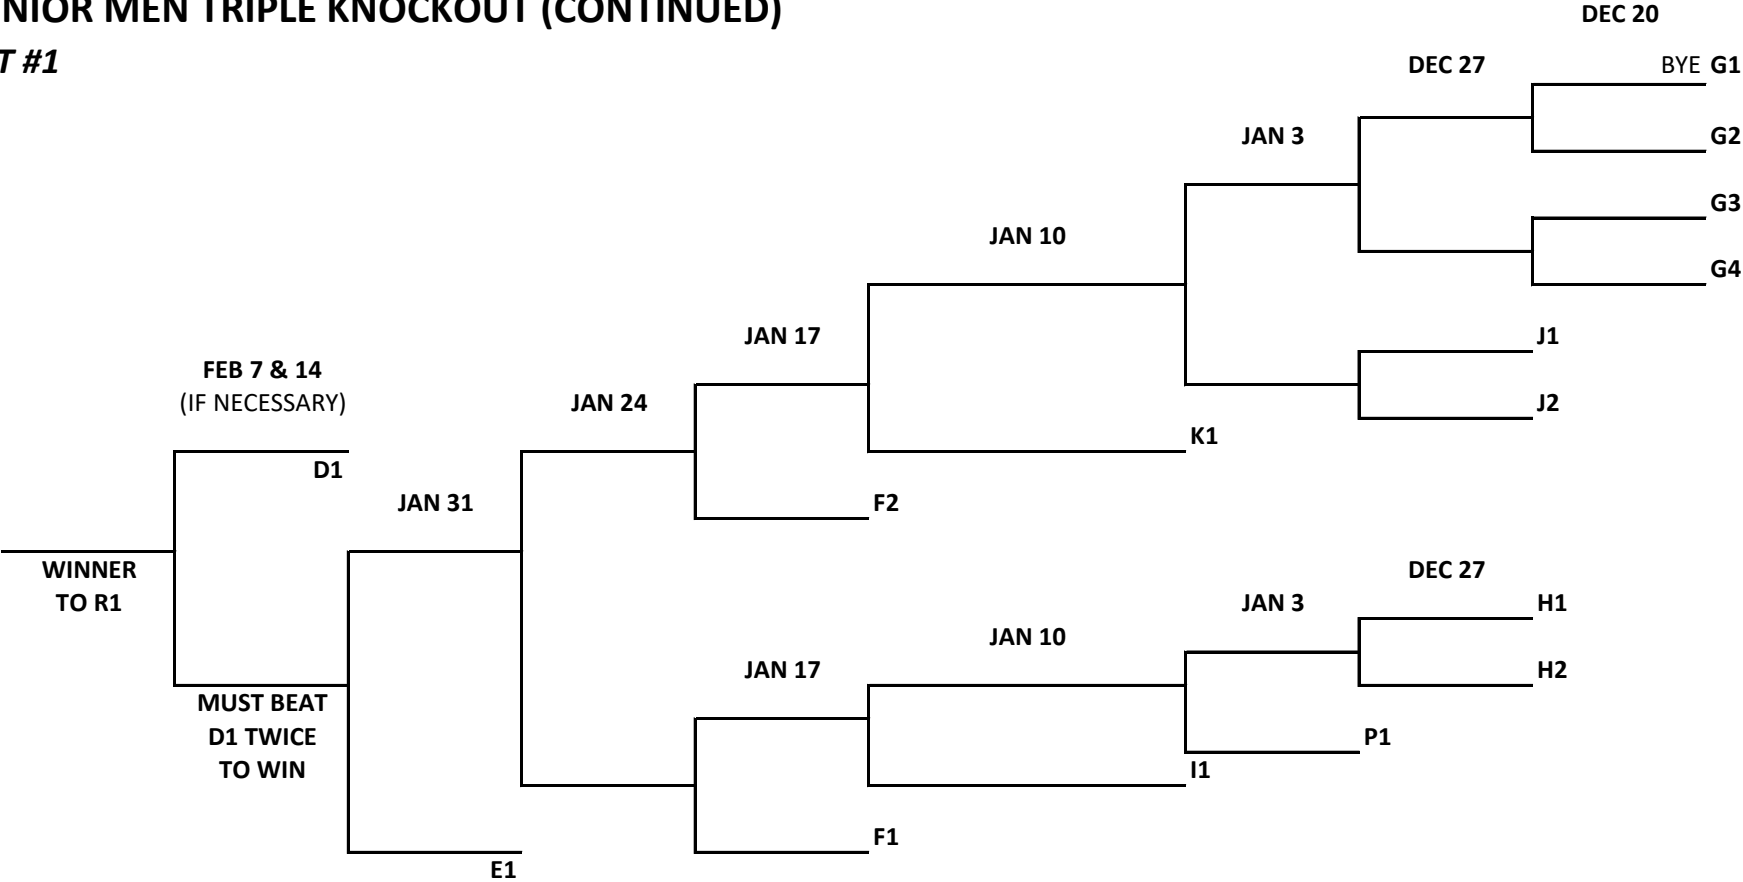 NIOR MEN TRIPLE KNOCKOUT (CONTINUED)
T #1
DEC 20
DEC 27
BYE G1
G2
JAN 3
G3
JAN 10
G4
JAN 17
J1
FEB 7 & 14
(IF NECESSARY)
JAN 24
J2
K1
D1
JAN 31
F2
WINNER
TO R1
DEC 27
JAN 3
H1
JAN 10
JAN 17
H2
MUST BEAT
D1 TWICE
TO WIN
P1
I1
F1
E1